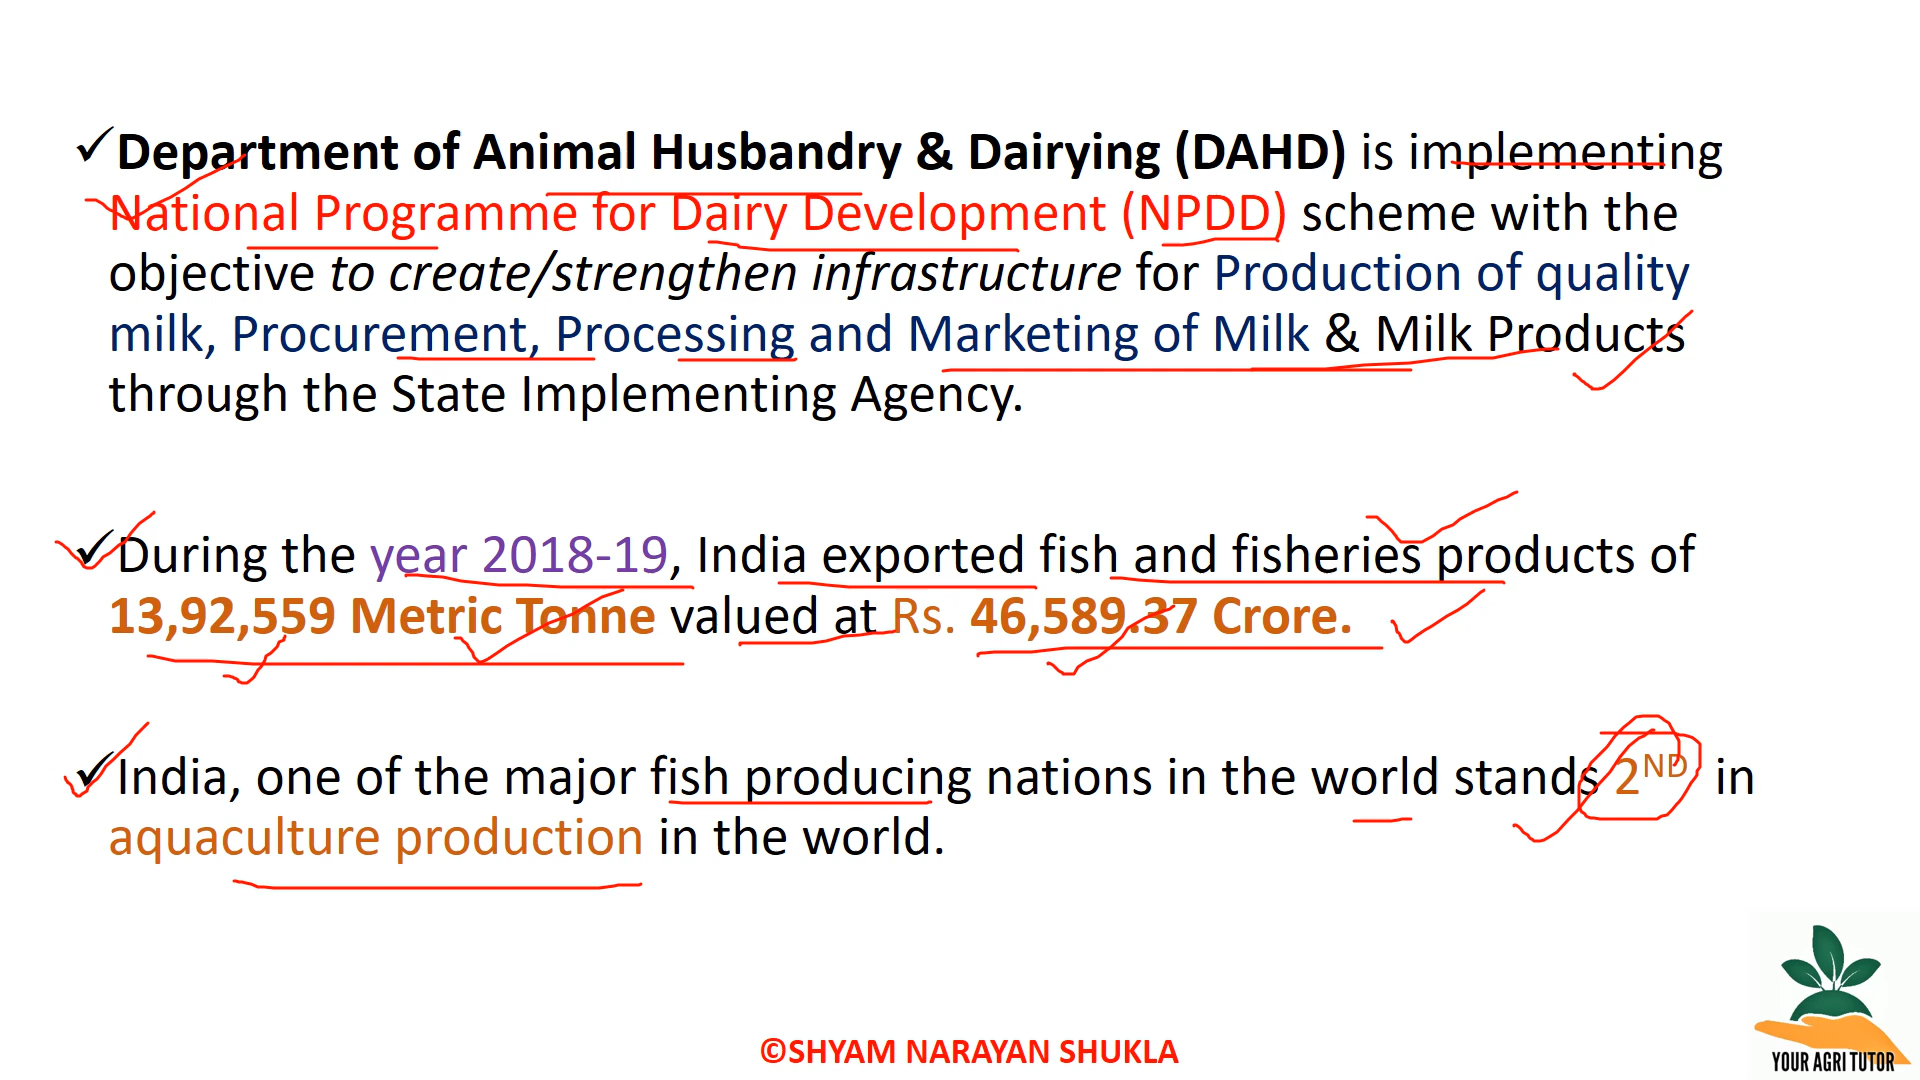 ✓Department of Animal Husbandry & Dairying (DAHD) is implementing
National Programme for Dairy Development (NPDD) scheme with the
objective to create/strengthen infrastructure for Production of quality
milk, Procurement, Processing and Marketing of Milk & Milk Products
through the State Implementing Agency.
✓During the year 2018-19, India exported fish and fisheries products of
13,92,559 Metric Tonne valued at Rs. 46,589.37 Crore.
✓India, one of the major fish producing nations in the world stands 2ND in
aquaculture production in the world.
©SHYAM NARAYAN SHUKLA
YOUR AGRI TUTOR